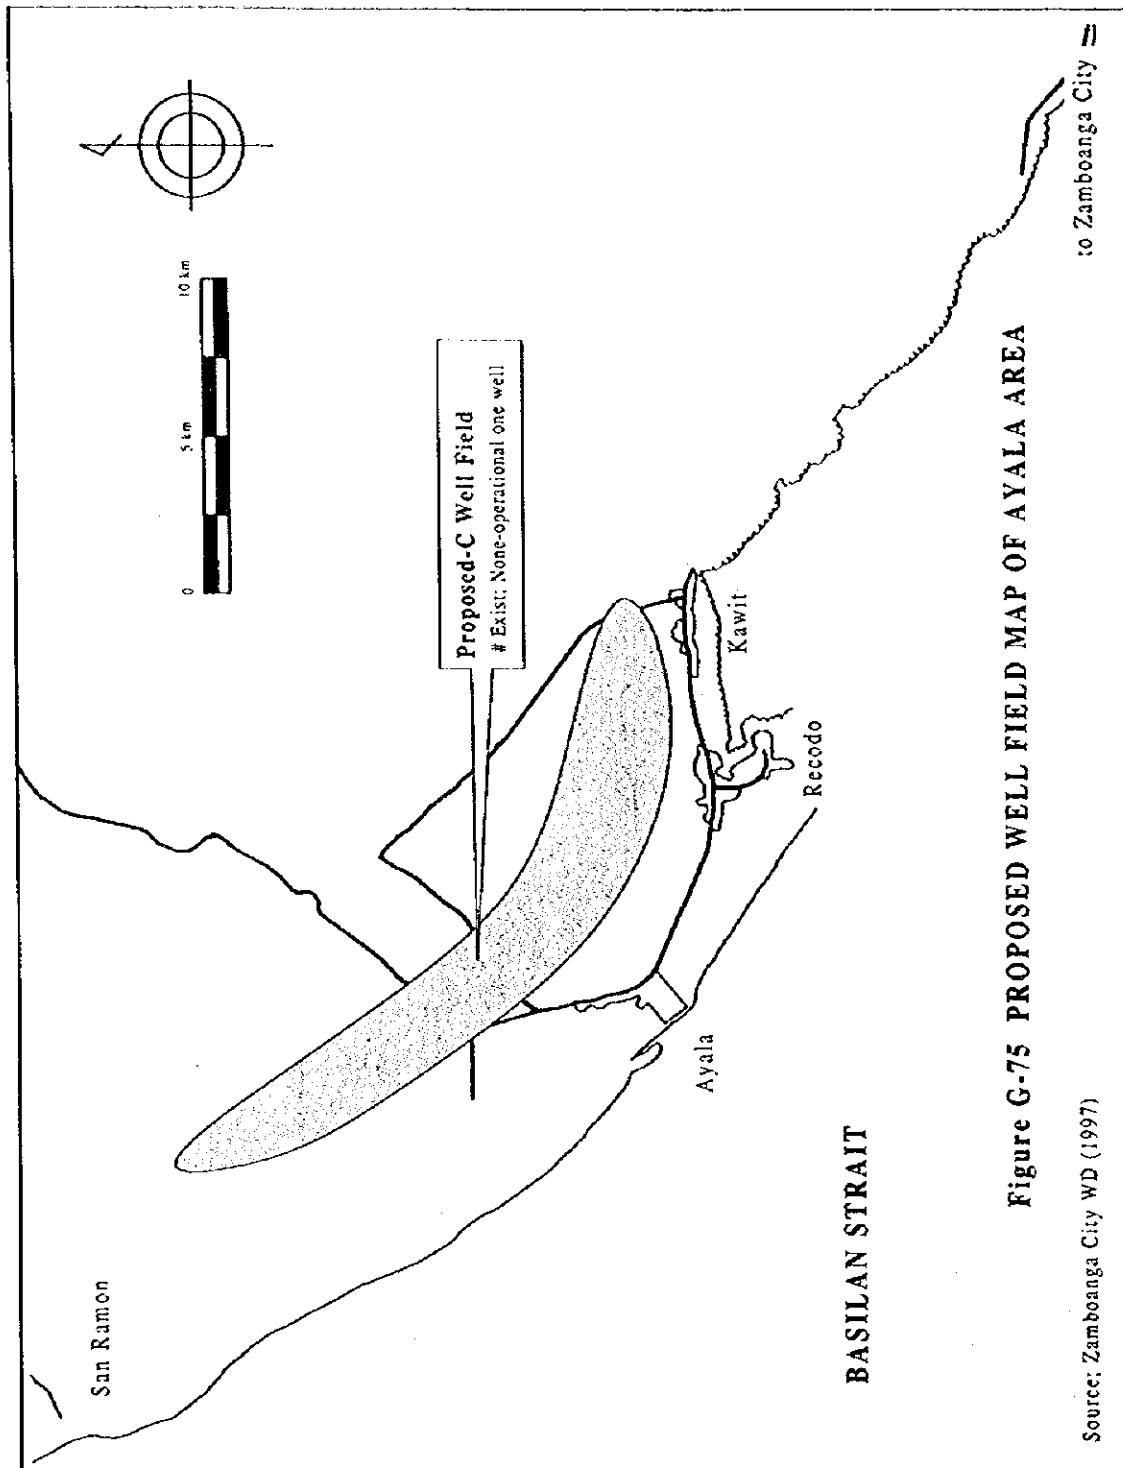 0
5 km
10 km
San Ramon
Proposed-C Well Field
# Exist; None-operational one well
Ayala
Kawit
Recodo
BASILAN STRAIT
to Zamboanga City =
Figure G-75 PROPOSED WELL FIELD MAP OF AYALA AREA
Source: Zamboanga City WD (1997)